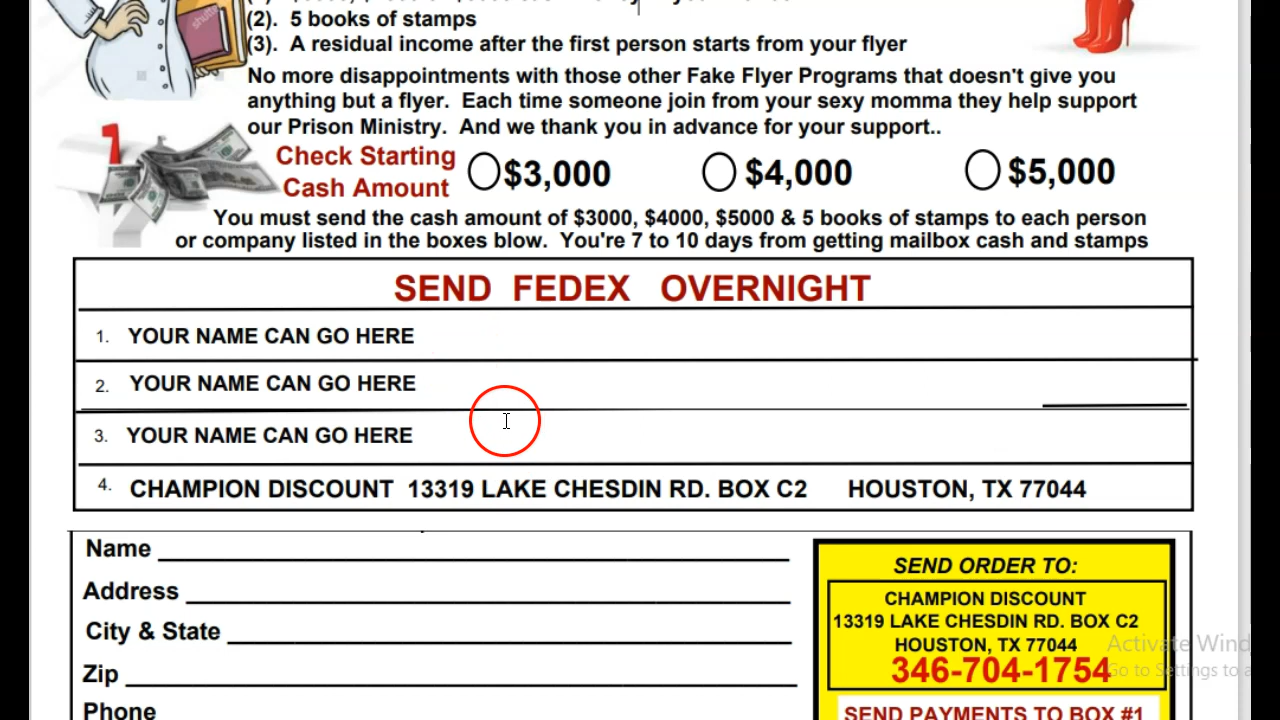 (2). 5 books of stamps
(3). A residual income after the first person starts from your flyer
No more disappointments with those other Fake Flyer Programs that doesn't give you
anything but a flyer. Each time someone join from your sexy momma they help support
our Prison Ministry. And we thank you in advance for your support..
Check Starting
Cash Amount
$3,000
$4,000
$5,000
You must send the cash amount of $3000, $4000, $5000 & 5 books of stamps to each person
or company listed in the boxes blow. You're 7 to 10 days from getting mailbox cash and stamps
SEND FEDEX OVERNIGHT
1. YOUR NAME CAN GO HERE
2. YOUR NAME CAN GO HERE
3. YOUR NAME CAN GO HERE
4. CHAMPION DISCOUNT 13319 LAKE CHESDIN RD. BOX C2 HOUSTON, TX 77044
Name
Address
City & State
Zip
Phone
SEND ORDER TO:
CHAMPION DISCOUNT
13319 LAKE CHESDIN RD. BOX C2
HOUSTON, TX 77044
346-704-1754
SEND PAYMENTS TO BOX #1
Activate Wind
Go to Settings to a